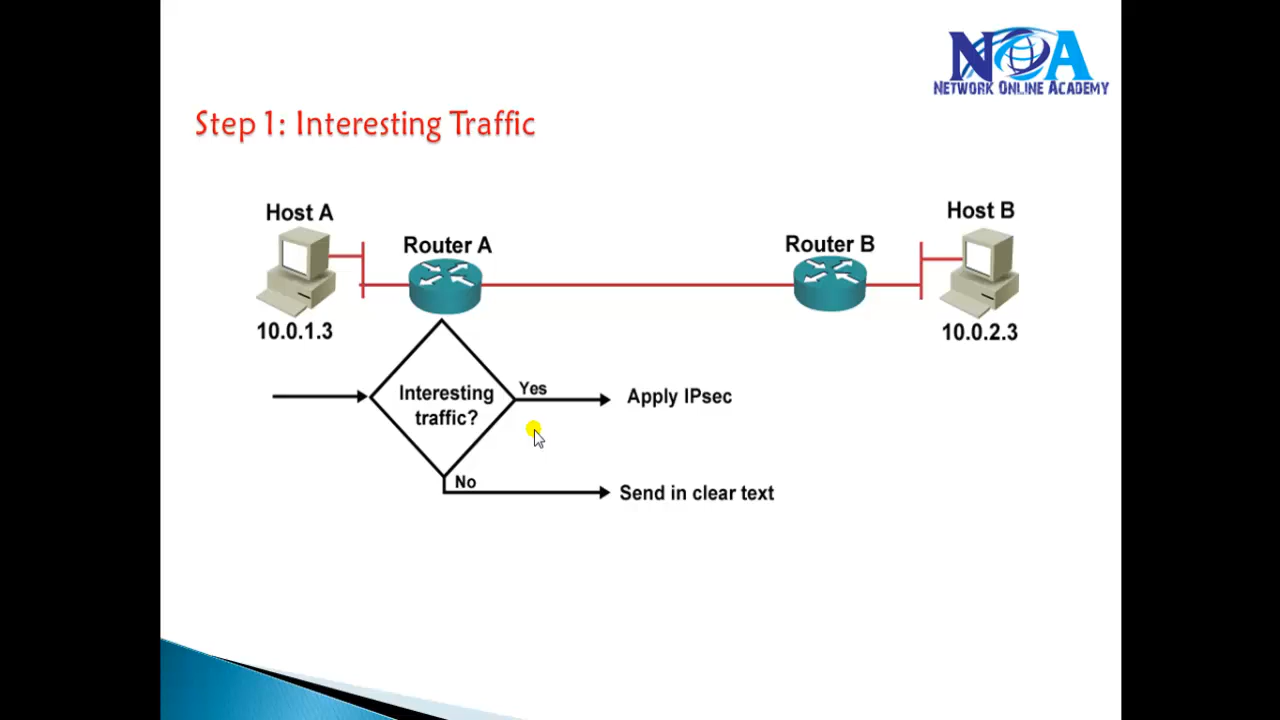 NOA
NETWORK ONLINE ACADEMY
Step 1: Interesting Traffic
Host A
Router A
Router B
Host B
10.0.1.3
10.0.2.3
Interesting
traffic?
Yes
Apply IPsec
No
Send in clear text